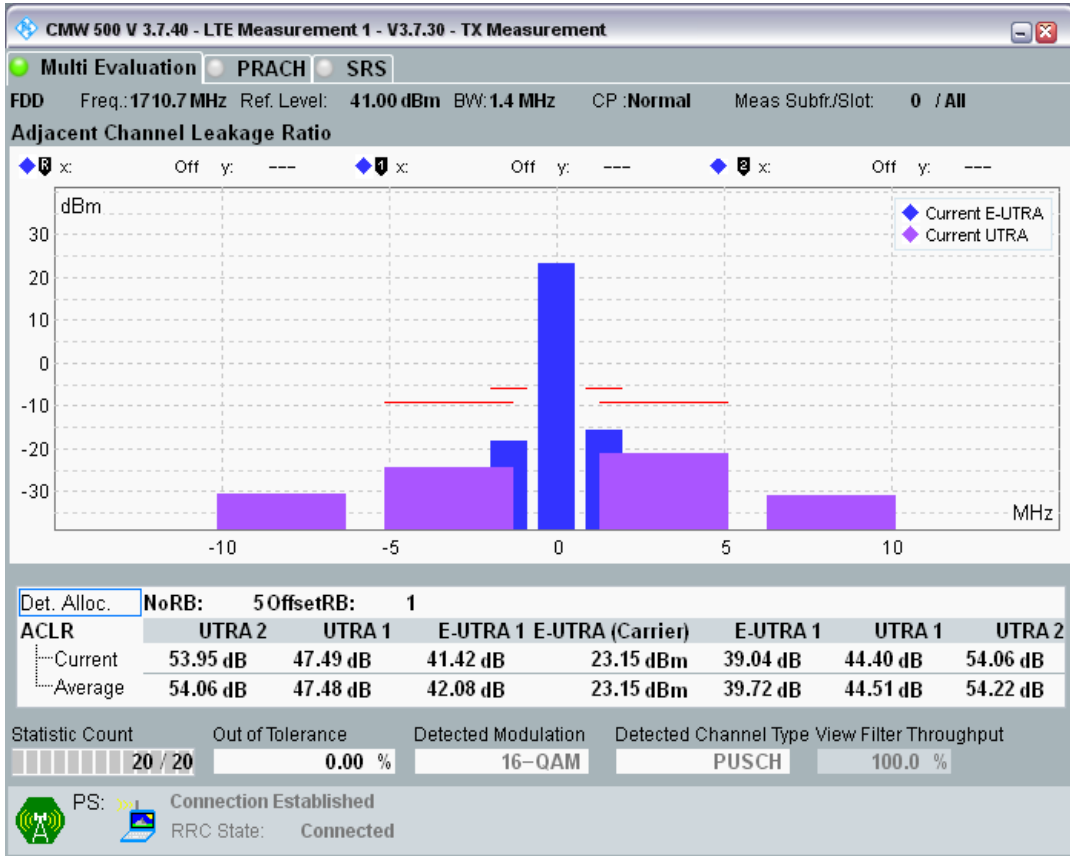 CMW 500 V 3.7.40 - LTE Measurement 1 - V3.7.30 - TX Measurement
Multi Evaluation PRACH SRS
FDD Freq.:1710.7 MHz Ref. Level: 41.00 dBm BW:1.4 MHz CP :Normal Meas Subfr./Slot: 0 / All
Adjacent Channel Leakage Ratio
R x: Off y: --- 1 x: Off y: --- 2 x: Off y: ---
dBm
Current E-UTRA
Current UTRA
30
20
10
0
-10
-20
-30
MHz
-10 -5 0 5 10
Det. Alloc. NoRB: 5 OffsetRB: 1
ACLR UTRA 2 UTRA 1 E-UTRA 1 E-UTRA (Carrier) E-UTRA 1 UTRA 1 UTRA 2
Current 53.95 dB 47.49 dB 41.42 dB 23.15 dBm 39.04 dB 44.40 dB 54.06 dB
Average 54.06 dB 47.48 dB 42.08 dB 23.15 dBm 39.72 dB 44.51 dB 54.22 dB
Statistic Count Out of Tolerance Detected Modulation Detected Channel Type View Filter Throughput
20 / 20 0.00 % 16-QAM PUSCH 100.0 %
PS: Connection Established
RRC State: Connected